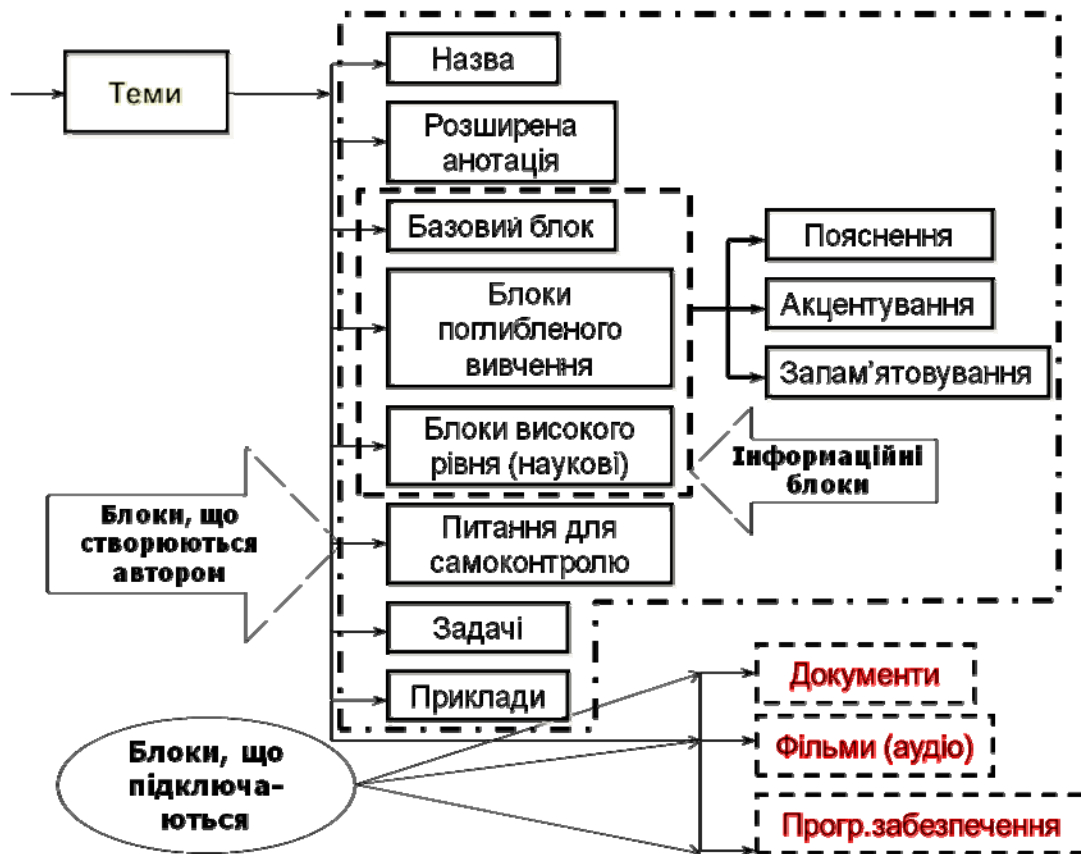 Теми
Назва
Розширена
анотація
Базовий блок
Блоки
поглибленого
вивчення
Блоки високого
рівня (наукові)
Питання для
самоконтролю
Задачі
Приклади
Пояснення
Акцентування
Запам'ятовування
Інформаційні
блоки
Блоки, що
створюються
автором
Блоки, що
підключа-
ються
Документи
Фільми (аудіо)
Прогр.забезпечення